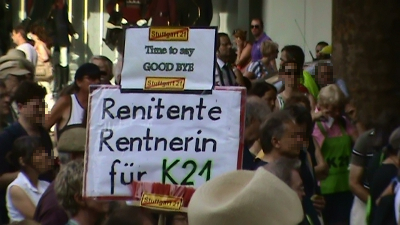 Stuttgart 21
Time to say
GOOD BYE
Stuttgart 21
Renitente
Rentnerin
für K21
Stuttgart 21